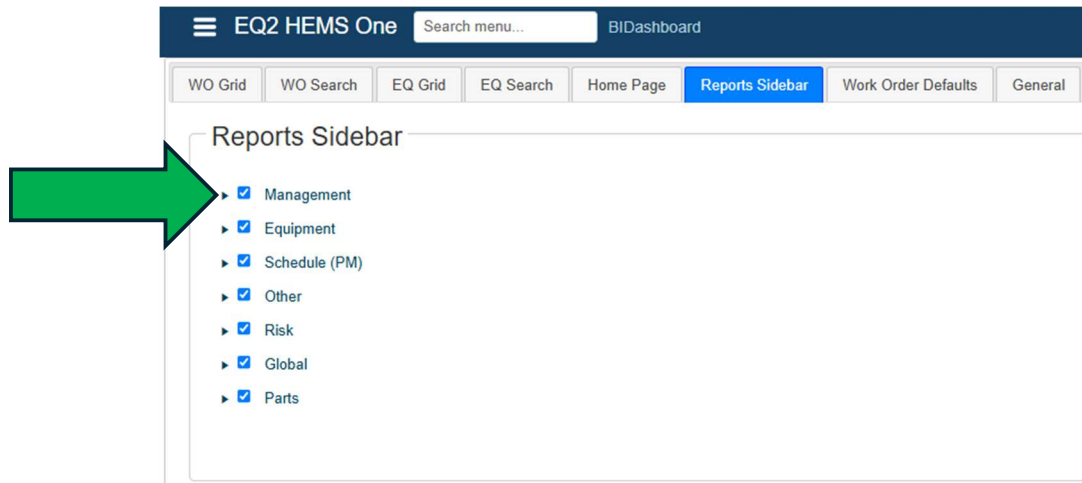 EQ2 HEMS One Search menu... BIDashboard
WO Grid WO Search EQ Grid EQ Search Home Page Reports Sidebar Work Order Defaults General
Reports Sidebar
Management
Equipment
Schedule (PM)
Other
Risk
Global
Parts